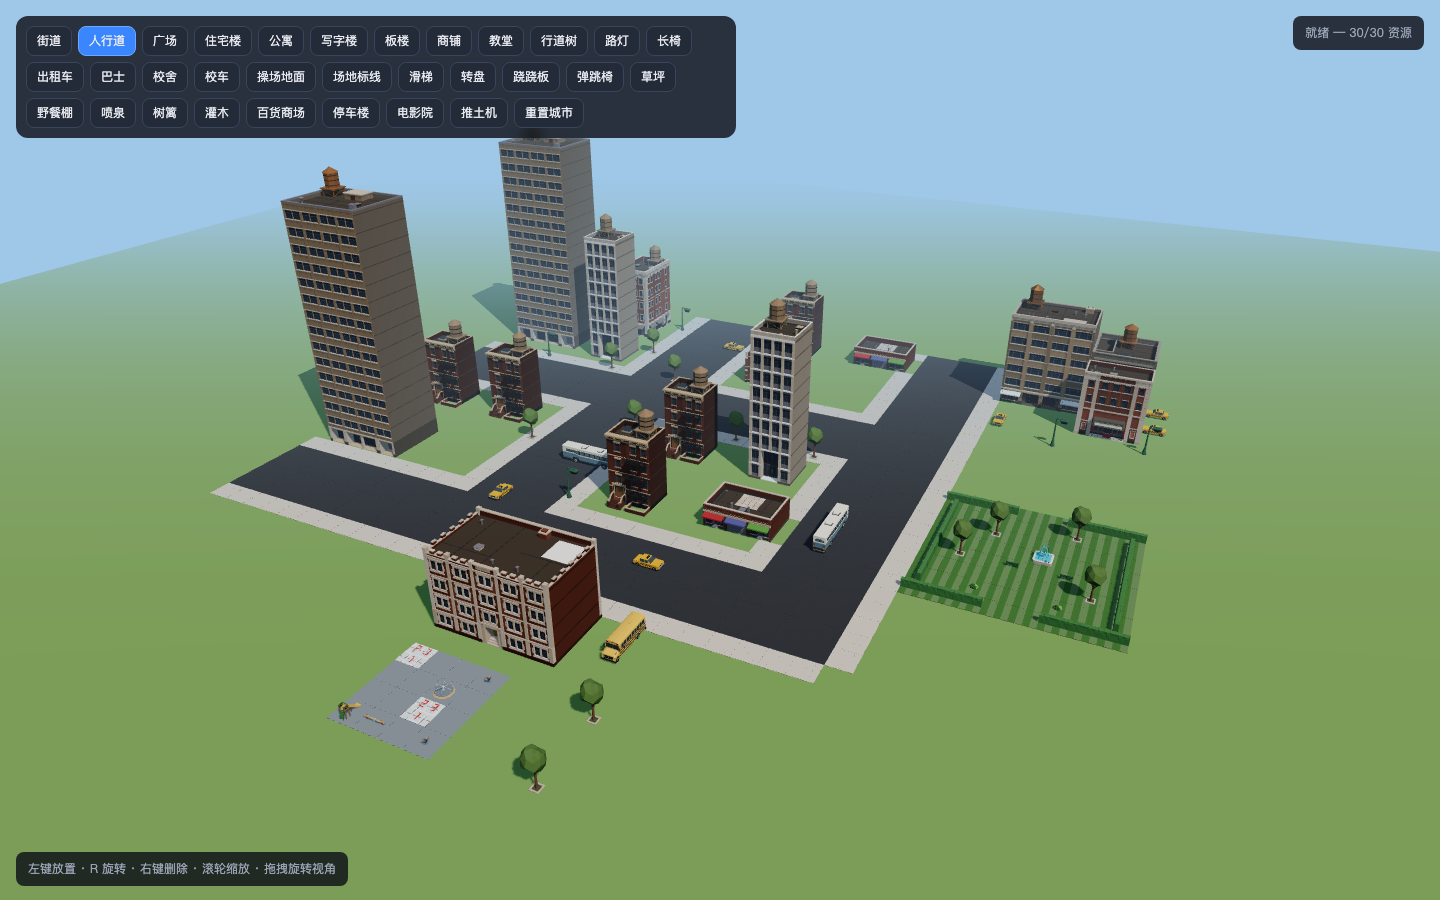 街道 人行道 广场 住宅楼 公寓 写字楼 板楼 商铺 教堂 行道树 路灯 长椅
出租车 巴士 校舍 校车 操场地面 场地标线 滑梯 转盘 跷跷板 弹跳椅 草坪
野餐棚 喷泉 树篱 灌木 百货商场 停车楼 电影院 推土机 重置城市
就绪 — 30/30 资源
左键放置 · R 旋转 · 右键删除 · 滚轮缩放 · 拖拽旋转视角